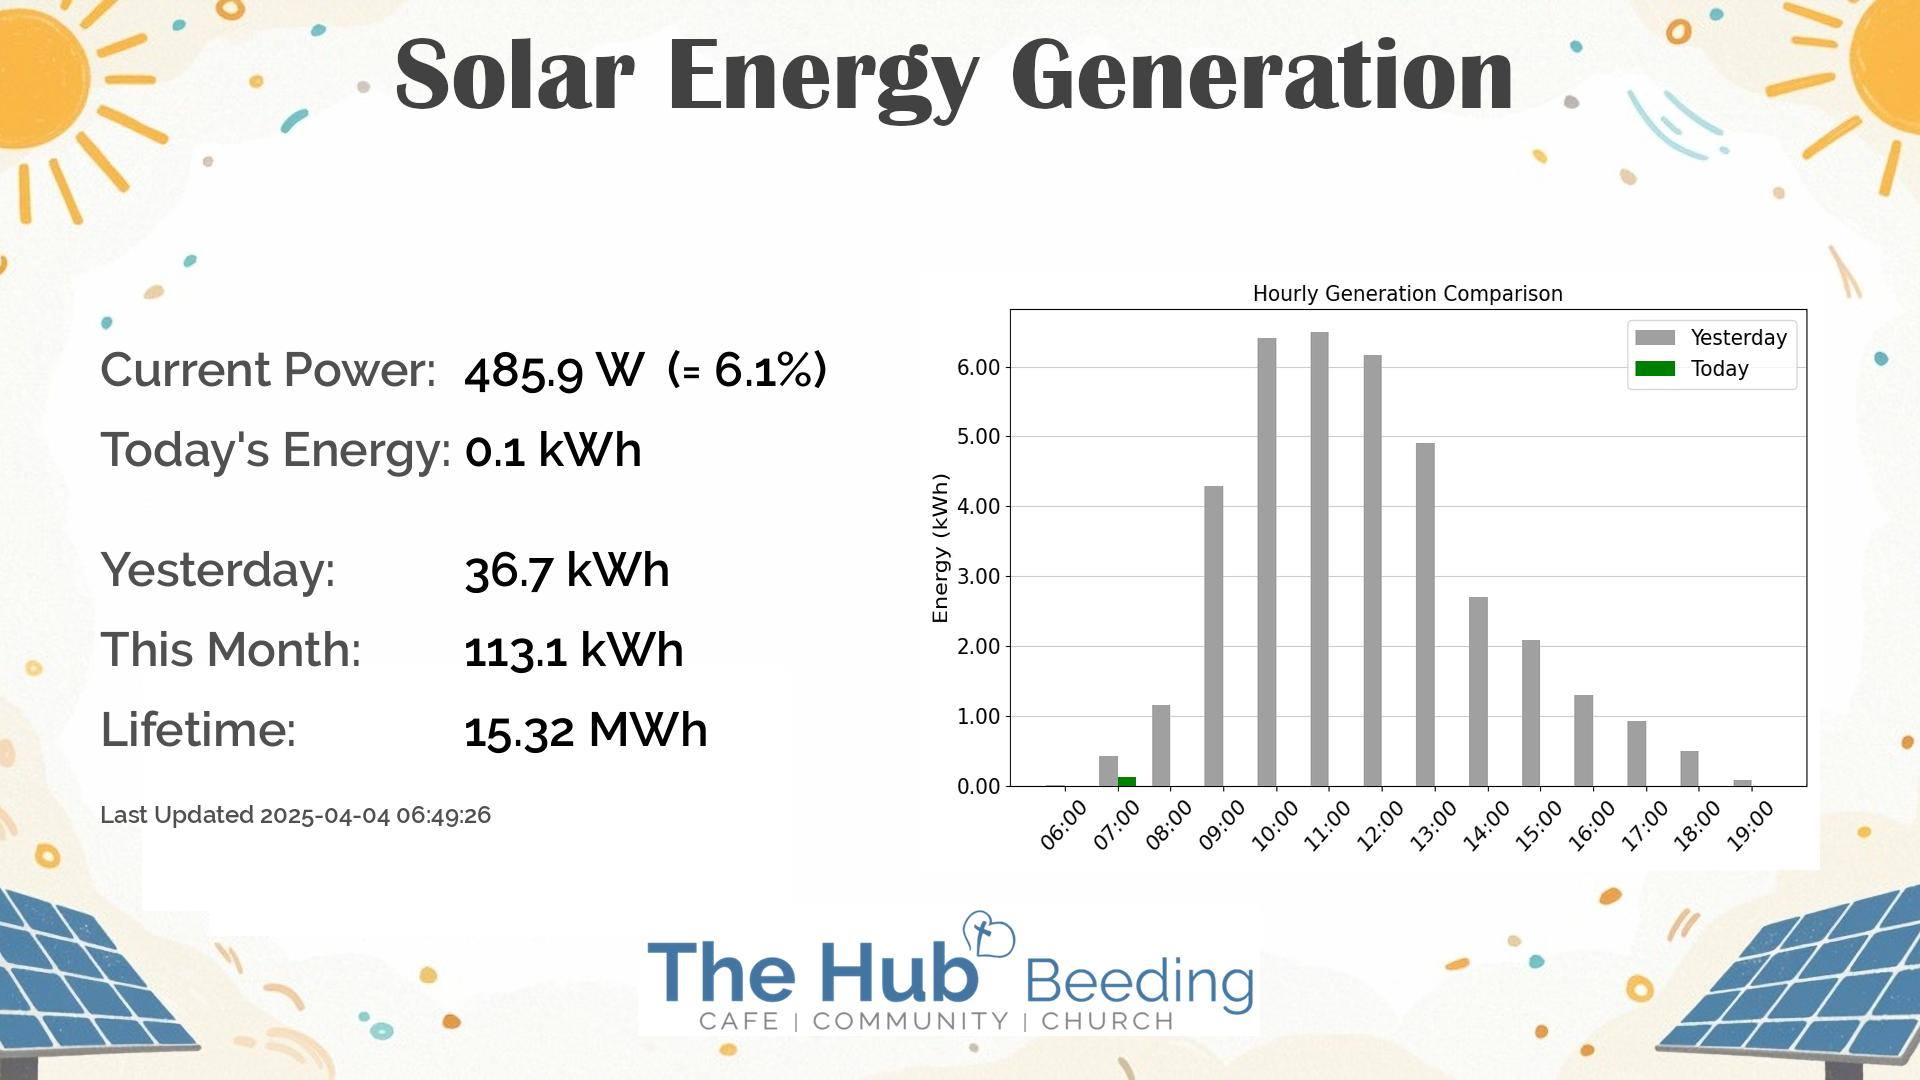 Solar Energy Generation
Current Power: 485.9 W (= 6.1%)
Today's Energy: 0.1 kWh
Yesterday: 36.7 kWh
This Month: 113.1 kWh
Lifetime: 15.32 MWh
Last Updated 2025-04-04 06:49:26
Hourly Generation Comparison
Yesterday
Today
Energy (kWh)
6.00
5.00
4.00
3.00
2.00
1.00
0.00
06:00 07:00 08:00 09:00 10:00 11:00 12:00 13:00 14:00 15:00 16:00 17:00 18:00 19:00
The Hub Beeding
CAFE | COMMUNITY | CHURCH